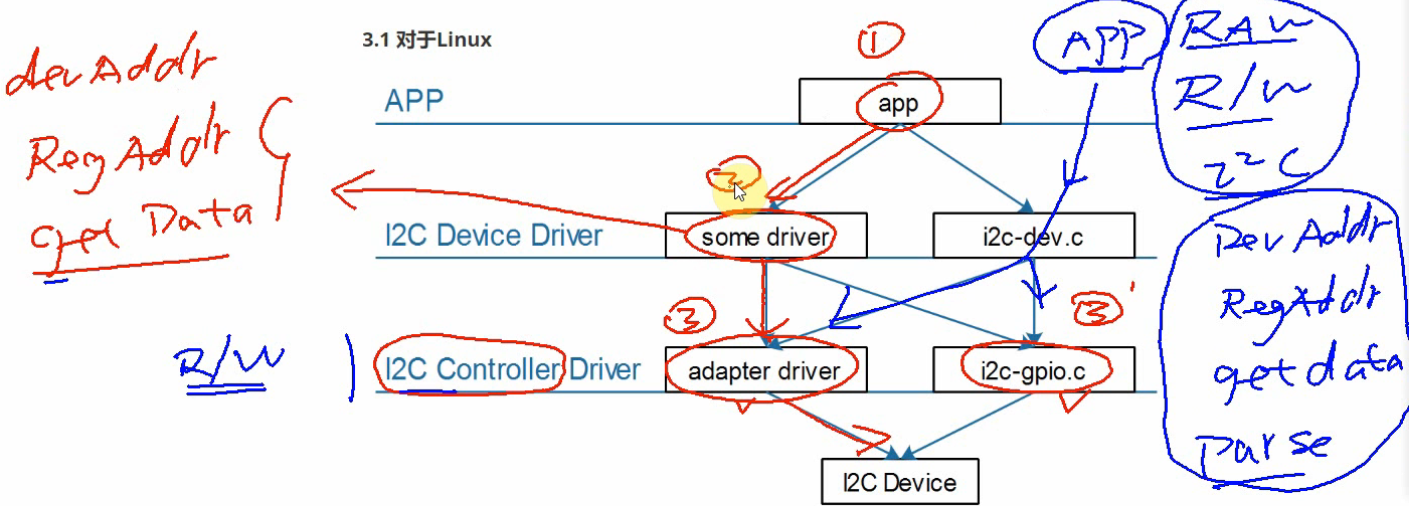 3.1 对于Linux
①
APP
RAW
R/W
I2C
APP
app
devAddr
RegAddr
get Data
②
I2C Device Driver
some driver
i2c-dev.c
DevAddr
RegAddr
getdata
Parse
③
③'
R/W
I2C Controller Driver
adapter driver
i2c-gpio.c
I2C Device